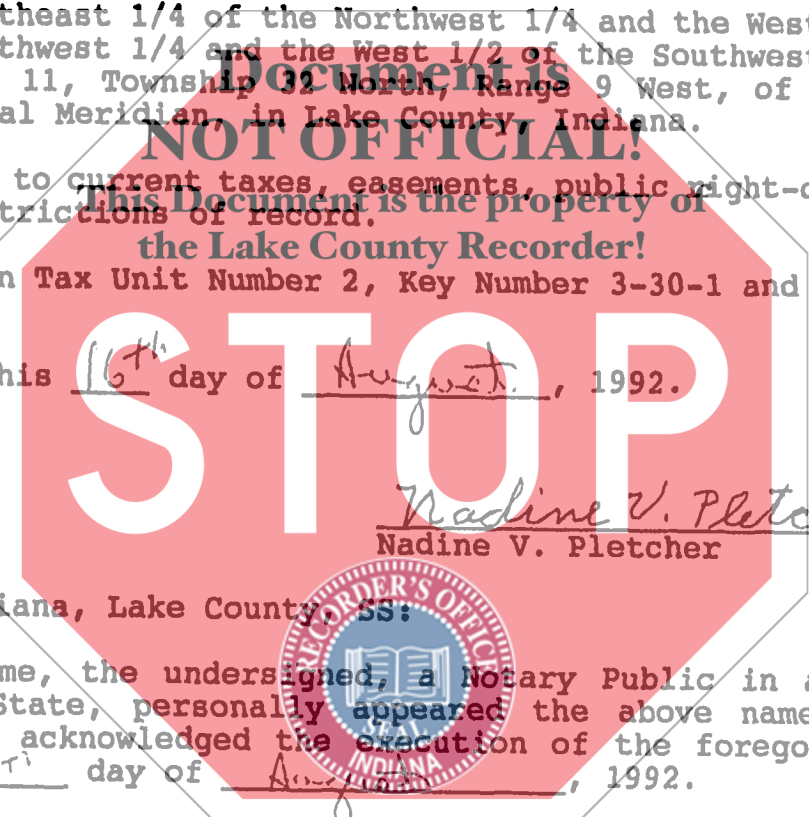 theast 1/4 of the Northwest 1/4 and the West
thwest 1/4 and the West 1/2 of the Southwest
11, Township 32 North, Range 9 West, of
al Meridian, in Lake County, Indiana.
Document is
NOT OFFICIAL!
This Document is the property of
the Lake County Recorder!
to current taxes, easements, public right-o
trictions of record.
n Tax Unit Number 2, Key Number 3-30-1 and
STOP
his 16th day of August, 1992.
Nadine V. Pletc
Nadine V. Pletcher
iana, Lake County, SS:
me, the undersigned, a Notary Public in a
State, personally appeared the above name
acknowledged the execution of the forego
day of August, 1992.
RECORDER'S OFFICE
SEAL
INDIANA